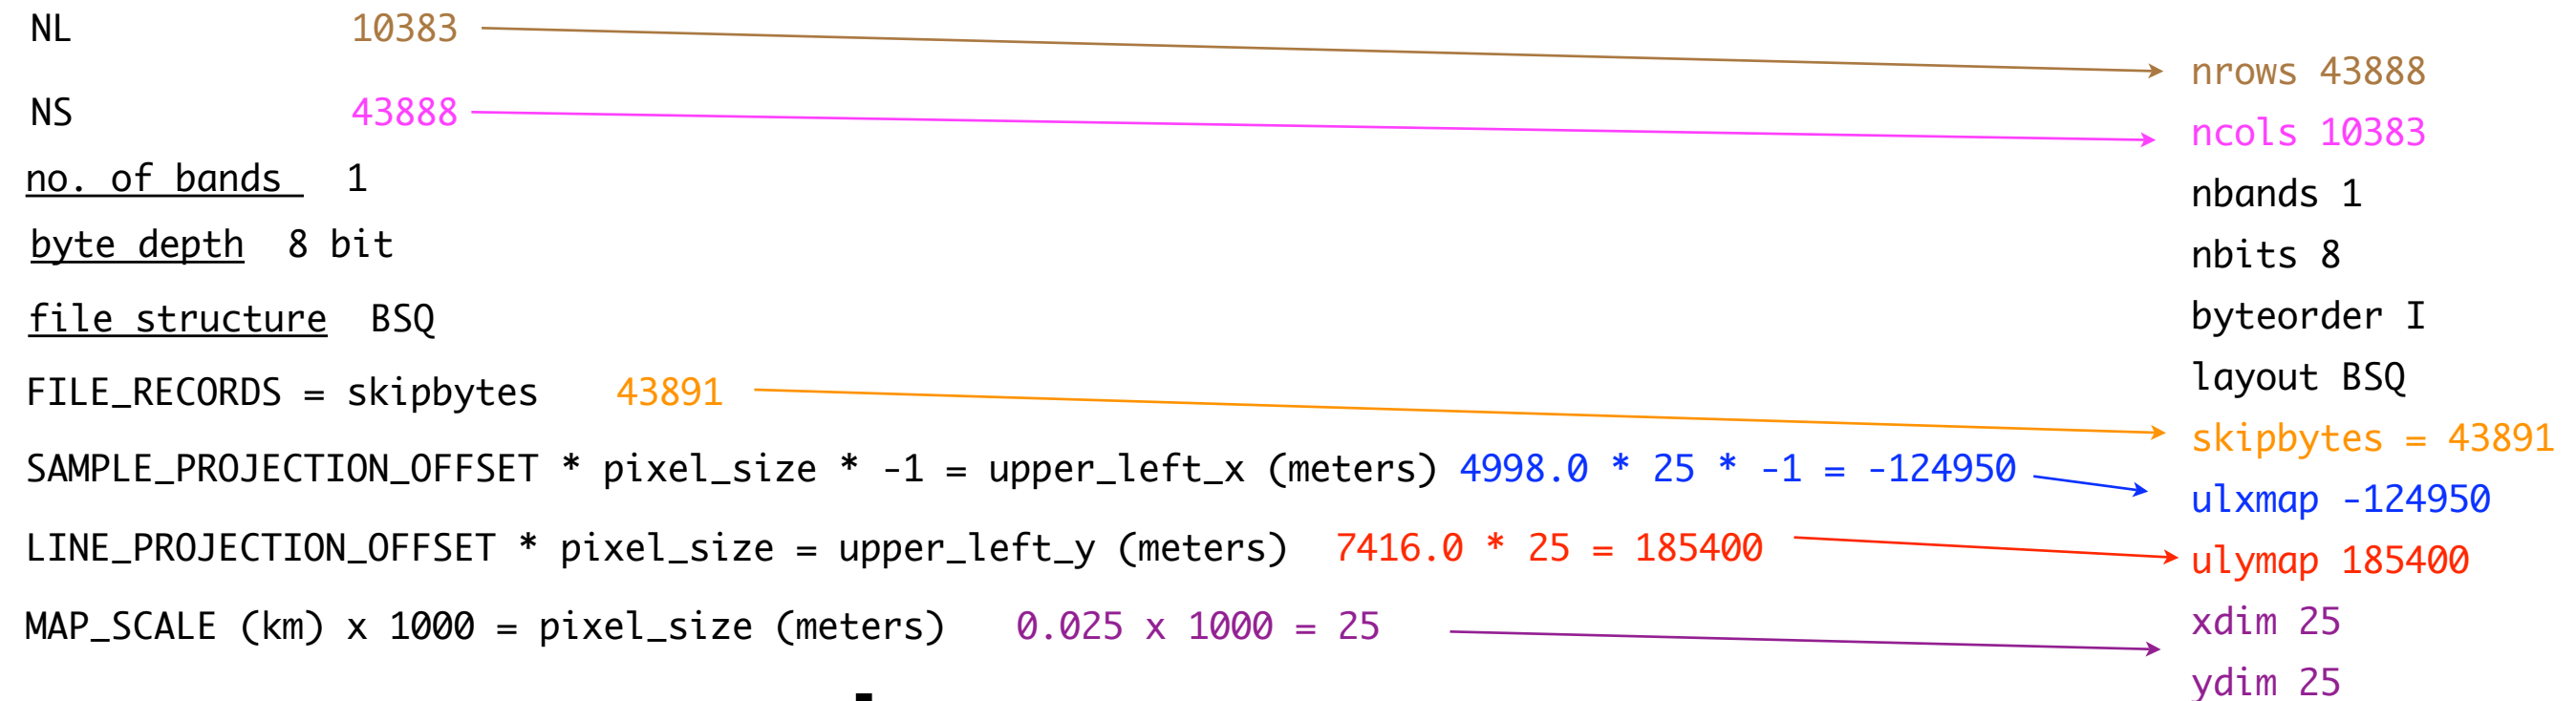 NL 10383
NS 43888
no. of bands 1
byte depth 8 bit
file structure BSQ
FILE_RECORDS = skipbytes 43891
SAMPLE_PROJECTION_OFFSET * pixel_size * -1 = upper_left_x (meters) 4998.0 * 25 * -1 = -124950
LINE_PROJECTION_OFFSET * pixel_size = upper_left_y (meters) 7416.0 * 25 = 185400
MAP_SCALE (km) x 1000 = pixel_size (meters) 0.025 x 1000 = 25
nrows 43888
ncols 10383
nbands 1
nbits 8
byteorder I
layout BSQ
skipbytes = 43891
ulxmap -124950
ulymap 185400
xdim 25
ydim 25